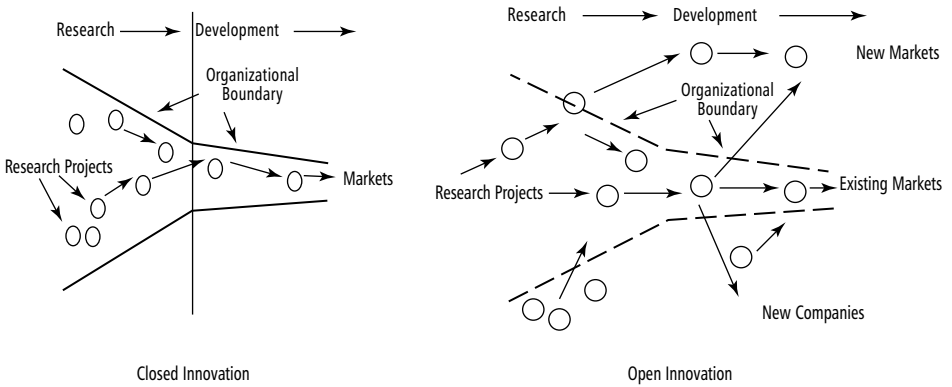 Research
Development
Organizational
Boundary
Research Projects
Markets
Closed Innovation
Research
Development
New Markets
Organizational
Boundary
Research Projects
Existing Markets
New Companies
Open Innovation